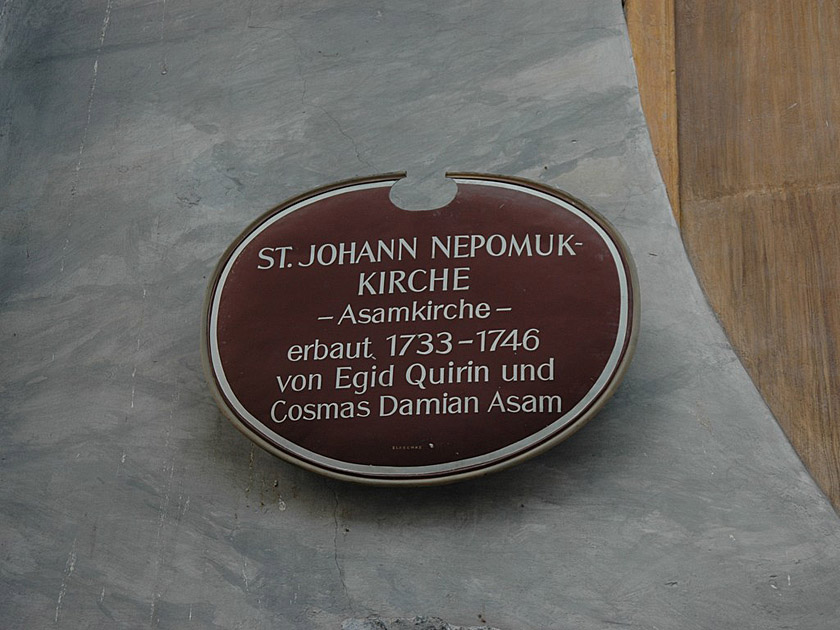 ST. JOHANN NEPOMUK-
KIRCHE
– Asamkirche –
erbaut 1733–1746
von Egid Quirin und
Cosmas Damian Asam